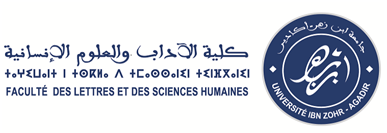 كلية الآداب والعلوم الإنسانية
FACULTÉ DES LETTRES ET DES SCIENCES HUMAINES
جامعة ابن زهر - أكادير
UNIVERSITÉ IBN ZOHR - AGADIR